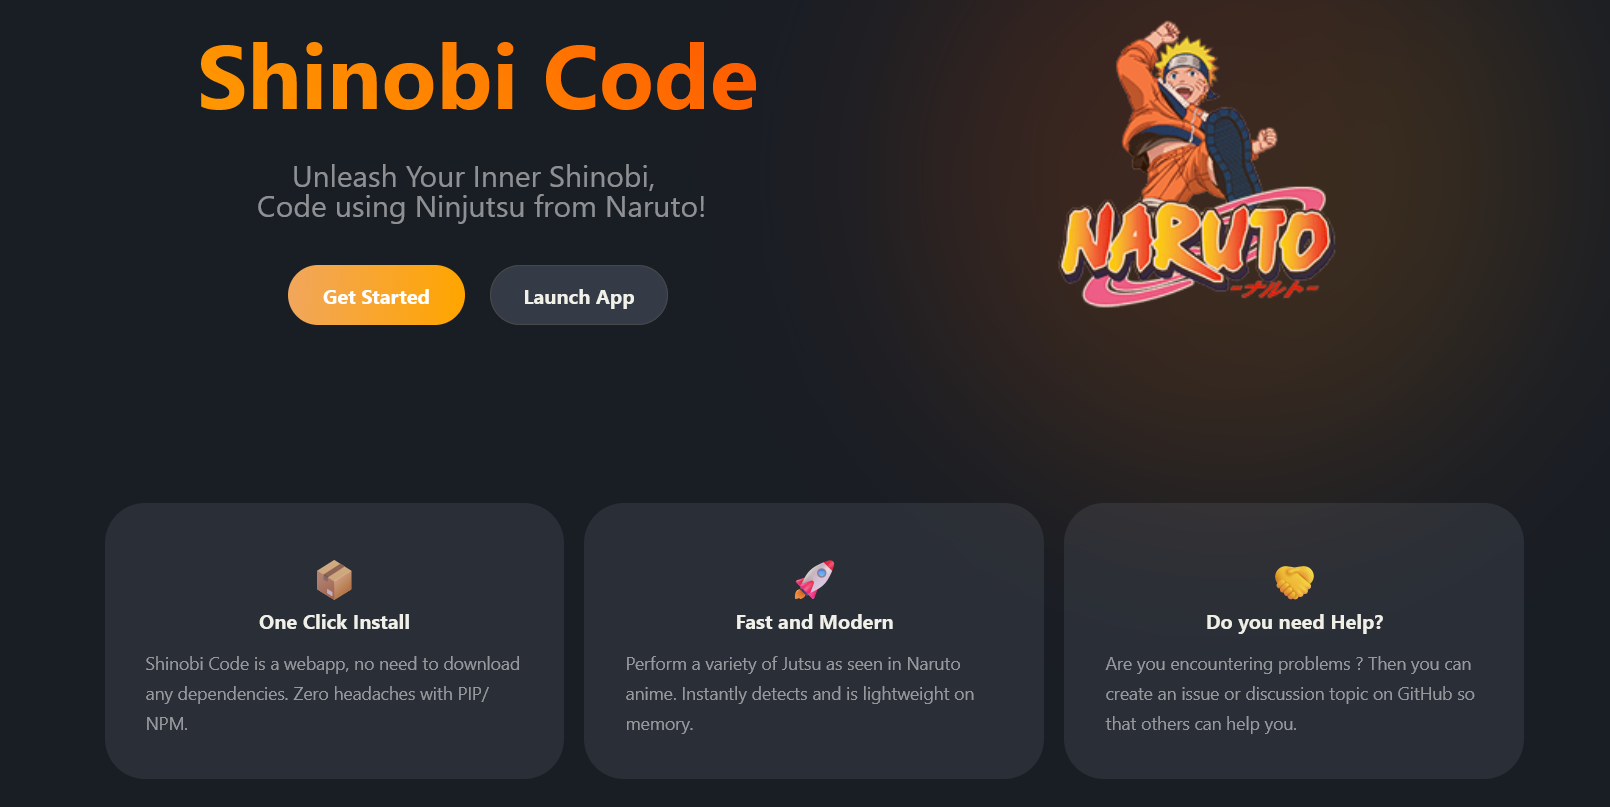 Shinobi Code
Unleash Your Inner Shinobi,
Code using Ninjutsu from Naruto!
Get Started
Launch App
NARUTO
ーナルトー
One Click Install
Shinobi Code is a webapp, no need to download
any dependencies. Zero headaches with PIP/
NPM.
Fast and Modern
Perform a variety of Jutsu as seen in Naruto
anime. Instantly detects and is lightweight on
memory.
Do you need Help?
Are you encountering problems ? Then you can
create an issue or discussion topic on GitHub so
that others can help you.